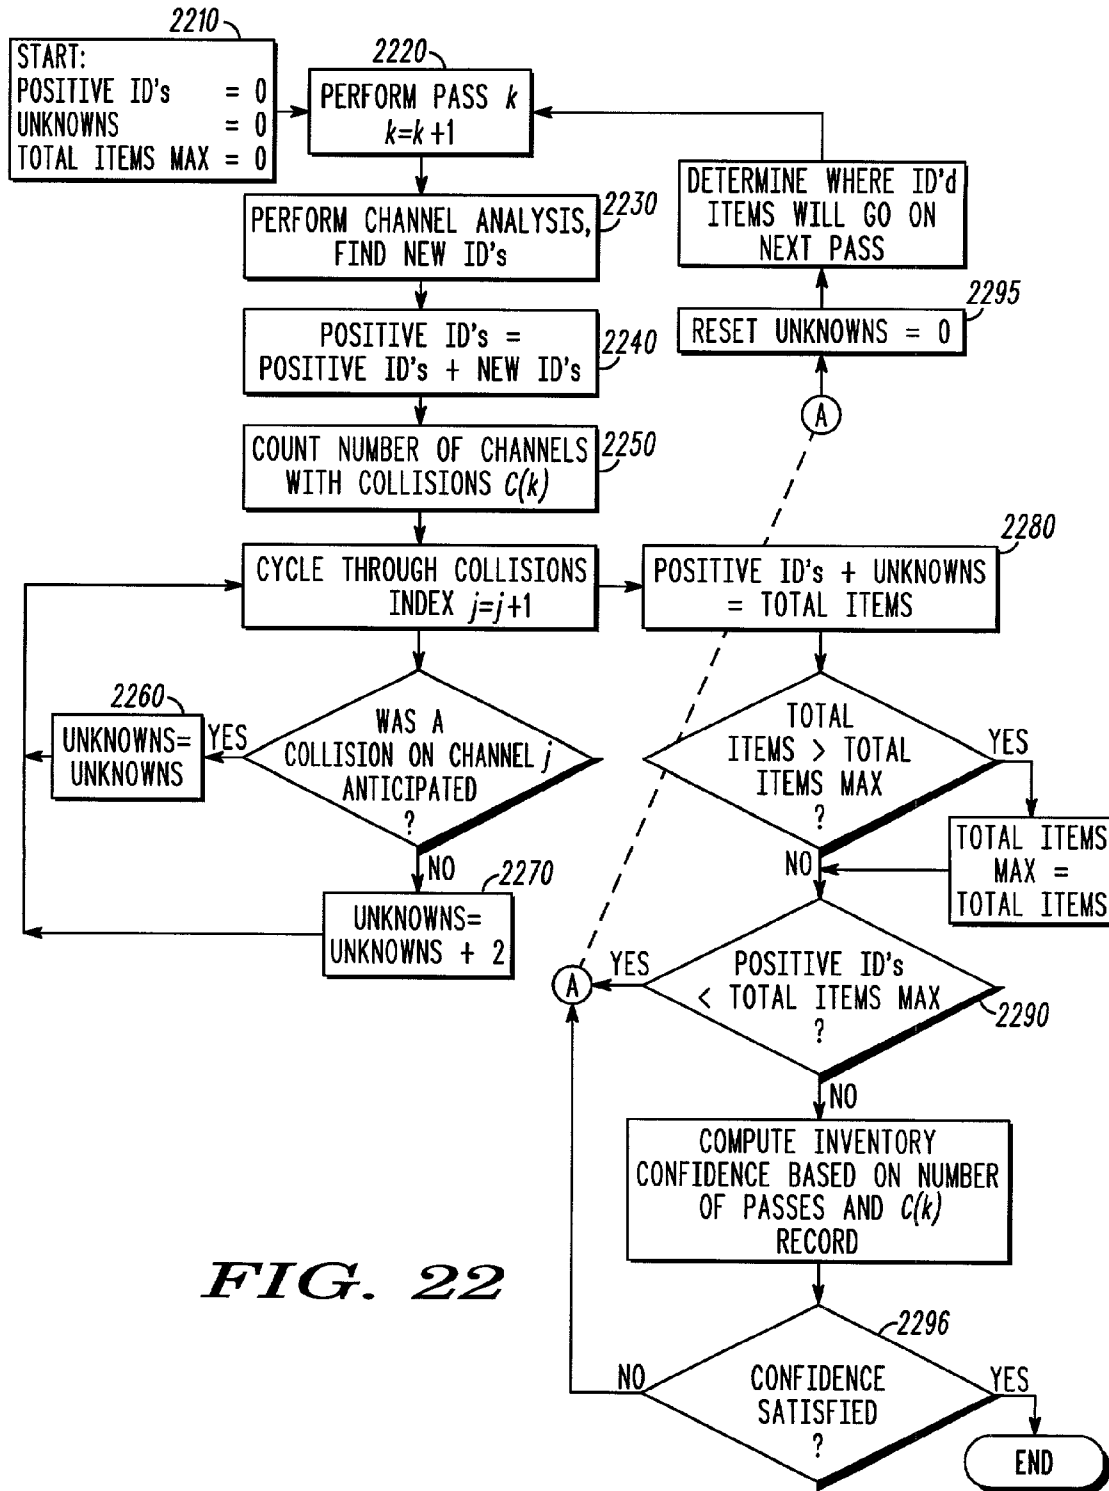 2210
START:
POSITIVE ID's = 0
UNKNOWNS = 0
TOTAL ITEMS MAX = 0
2220
PERFORM PASS k
k=k+1
2230
PERFORM CHANNEL ANALYSIS,
FIND NEW ID's
2240
POSITIVE ID's =
POSITIVE ID's + NEW ID's
2250
COUNT NUMBER OF CHANNELS
WITH COLLISIONS C(k)
CYCLE THROUGH COLLISIONS
INDEX j=j+1
WAS A
COLLISION ON CHANNEL j
ANTICIPATED
?
YES
2260
UNKNOWNS=
UNKNOWNS
NO
2270
UNKNOWNS=
UNKNOWNS + 2
DETERMINE WHERE ID'd
ITEMS WILL GO ON
NEXT PASS
2295
RESET UNKNOWNS = 0
A
2280
POSITIVE ID's + UNKNOWNS
= TOTAL ITEMS
TOTAL
ITEMS > TOTAL
ITEMS MAX
?
YES
TOTAL ITEMS
MAX =
TOTAL ITEMS
NO
POSITIVE ID's
< TOTAL ITEMS MAX
?
2290
YES
A
NO
COMPUTE INVENTORY
CONFIDENCE BASED ON NUMBER
OF PASSES AND C(k)
RECORD
2296
CONFIDENCE
SATISFIED
?
NO
YES
END
FIG. 22